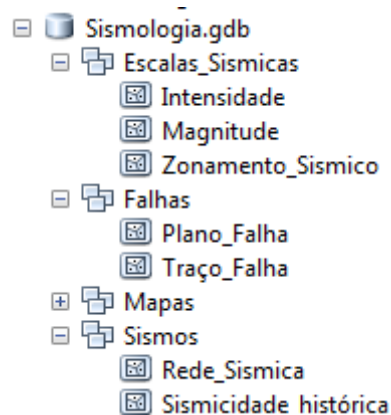 Sismologia.gdb
Escalas_Sismicas
Intensidade
Magnitude
Zonamento_Sismico
Falhas
Plano_Falha
Traço_Falha
Mapas
Sismos
Rede_Sismica
Sismicidade_histórica